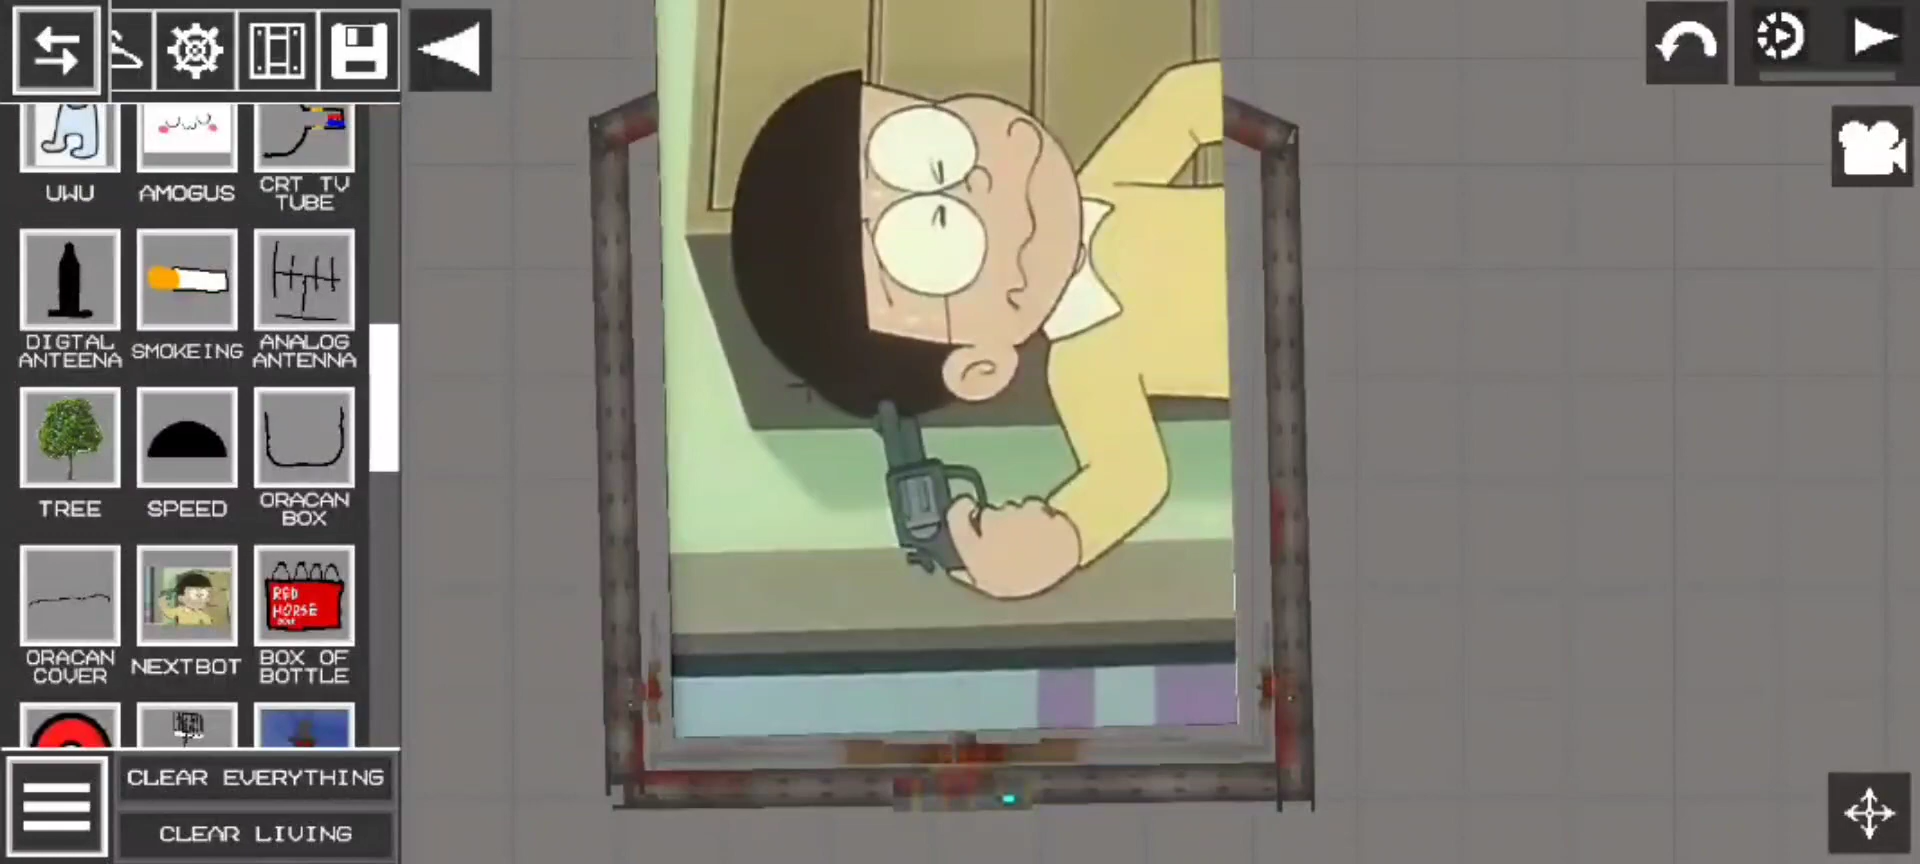 UWU
AMOGUS
CRT TV
TUBE
DIGTAL
ANTEENA
SMOKEING
ANALOG
ANTENNA
TREE
SPEED
ORACAN
BOX
RED
HORSE
ORACAN
COVER
NEXTBOT
BOX OF
BOTTLE
CLEAR EVERYTHING
CLEAR LIVING